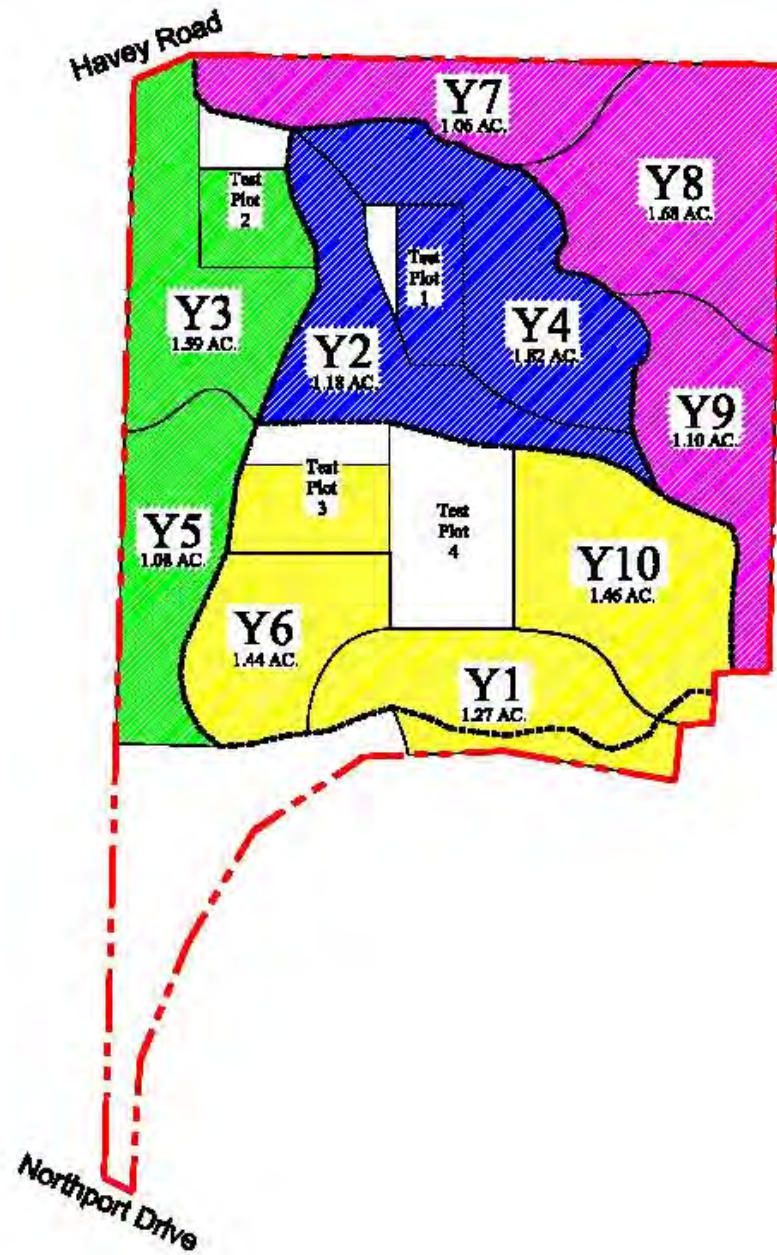 Havey Road
Y7
1.06 AC.
Y8
1.68 AC.
Test
Plot
2
Test
Plot
1
Y3
1.59 AC.
Y2
1.18 AC.
Y4
1.82 AC.
Y9
1.10 AC.
Test
Plot
3
Test
Plot
4
Y5
1.08 AC.
Y10
1.46 AC.
Y6
1.44 AC.
Y1
1.27 AC.
Northport Drive